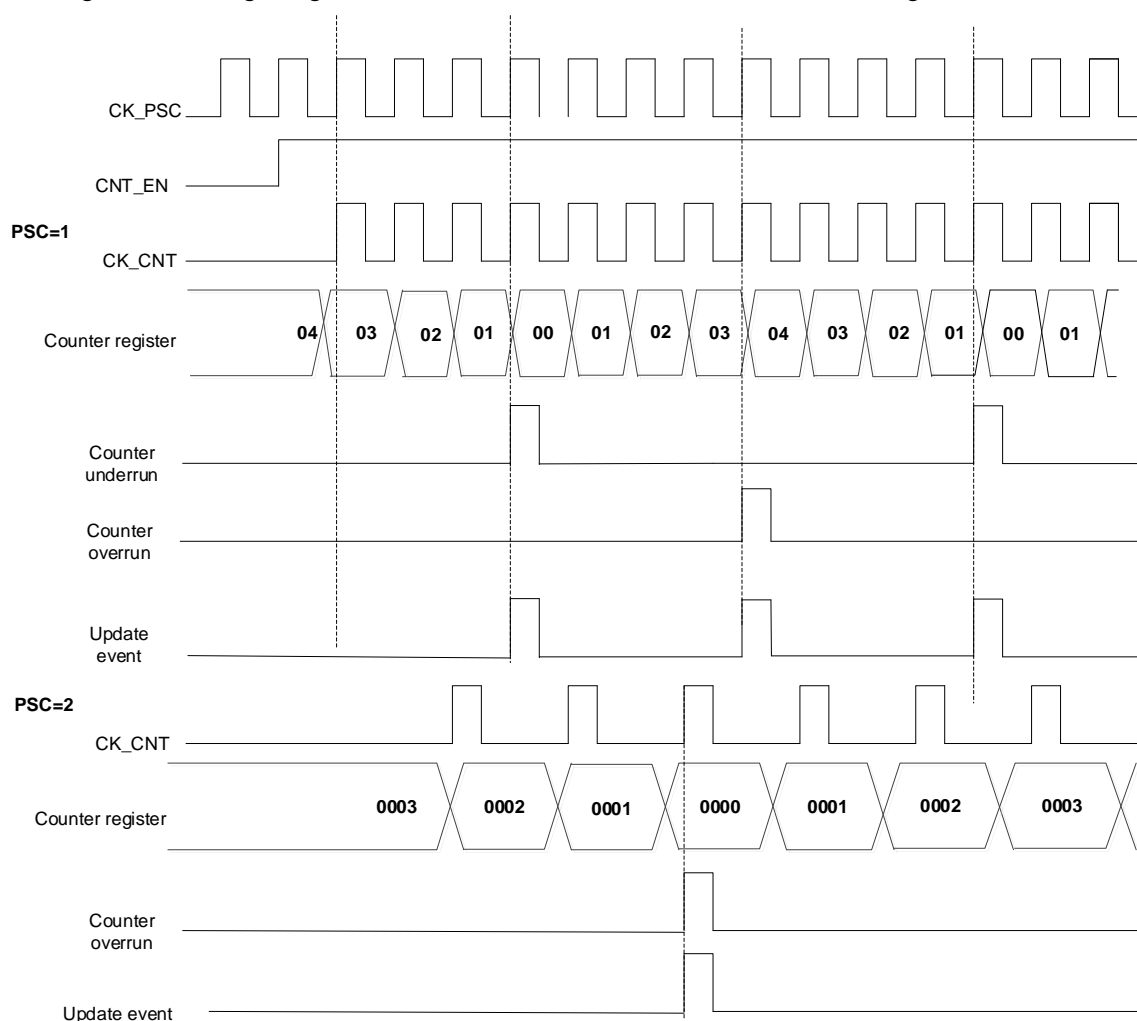 CK_PSC
CNT_EN
PSC=1
CK_CNT
Counter register 04 03 02 01 00 01 02 03 04 03 02 01 00 01
Counter
underrun
Counter
overrun
Update
event
PSC=2
CK_CNT
Counter register 0003 0002 0001 0000 0001 0002 0003
Counter
overrun
Update event